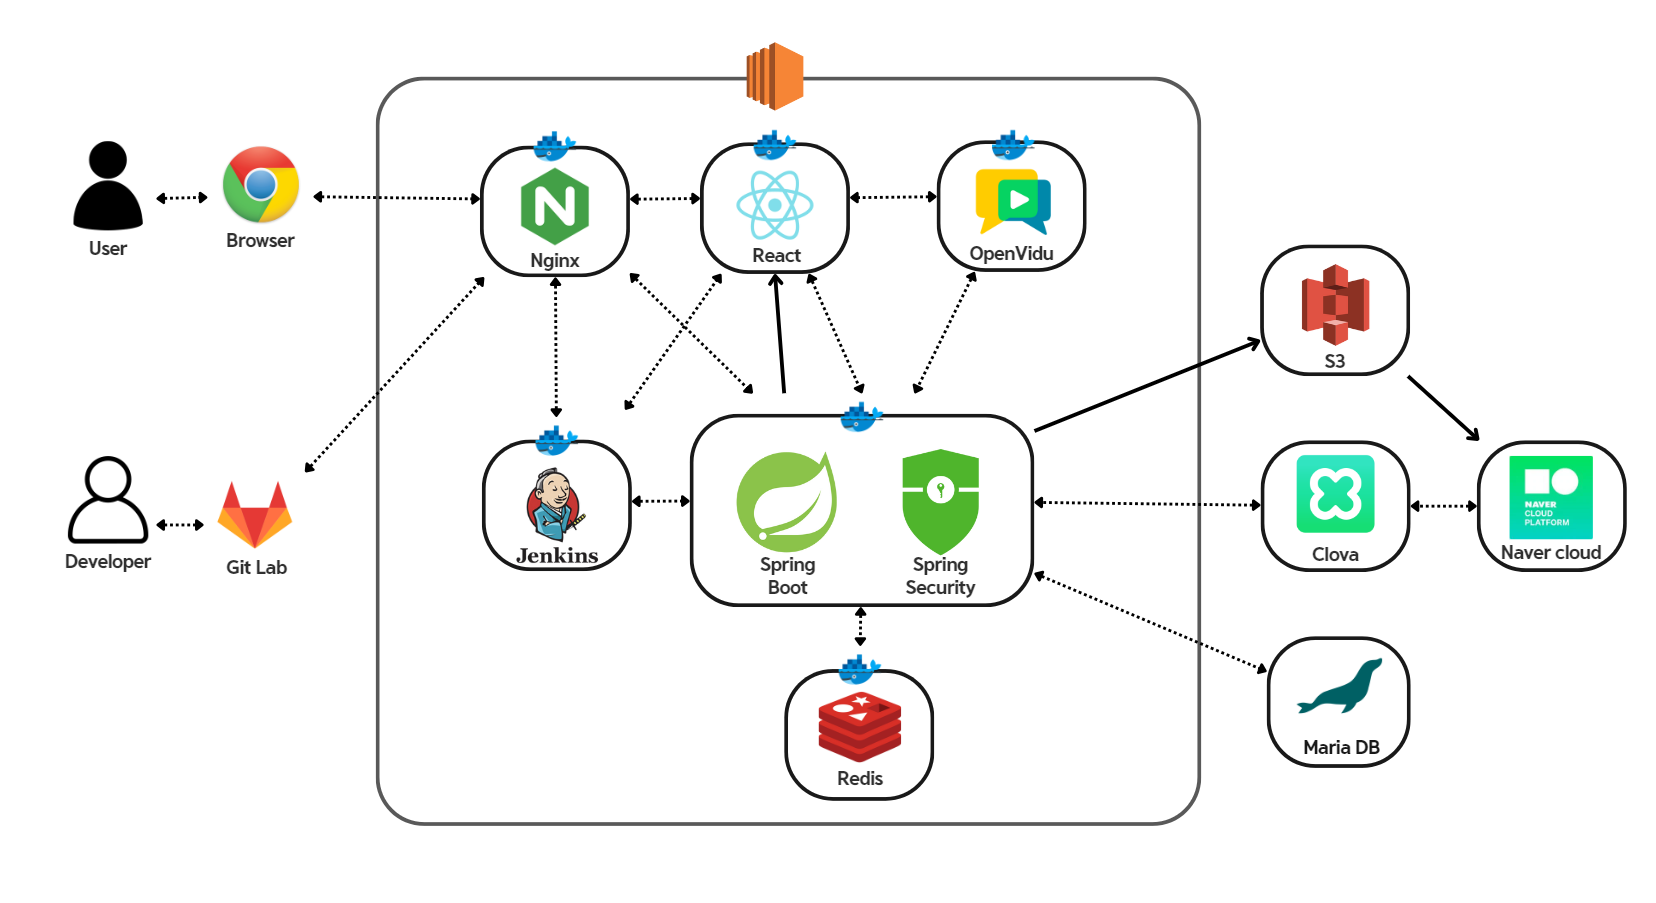 User
Browser
Nginx
React
OpenVidu
S3
Developer
Git Lab
Jenkins
Spring
Boot
Spring
Security
Clova
NAVER
CLOUD
PLATFORM
Naver cloud
Redis
Maria DB